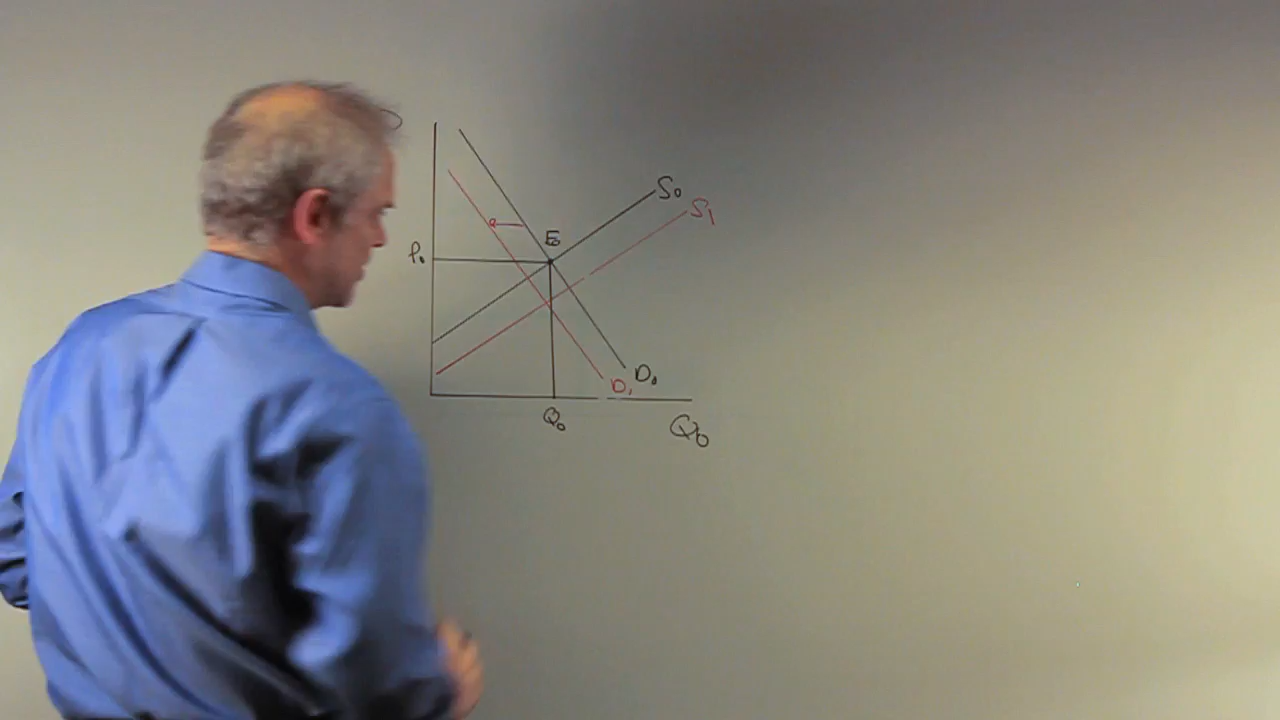 S₀
S₁
E₀
P₀
D₀
D₁
Q₀
Q₀